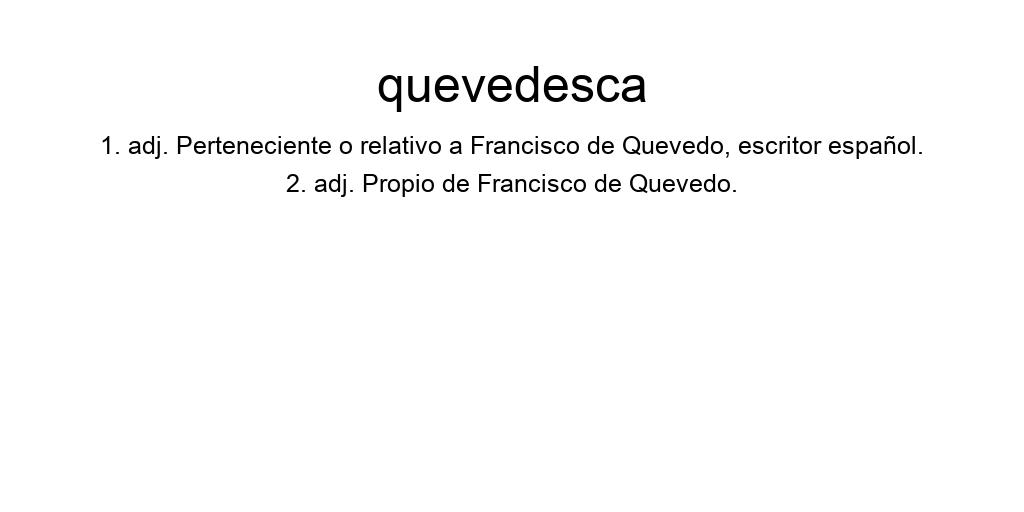 quevedesca
1. adj. Perteneciente o relativo a Francisco de Quevedo, escritor español.
2. adj. Propio de Francisco de Quevedo.